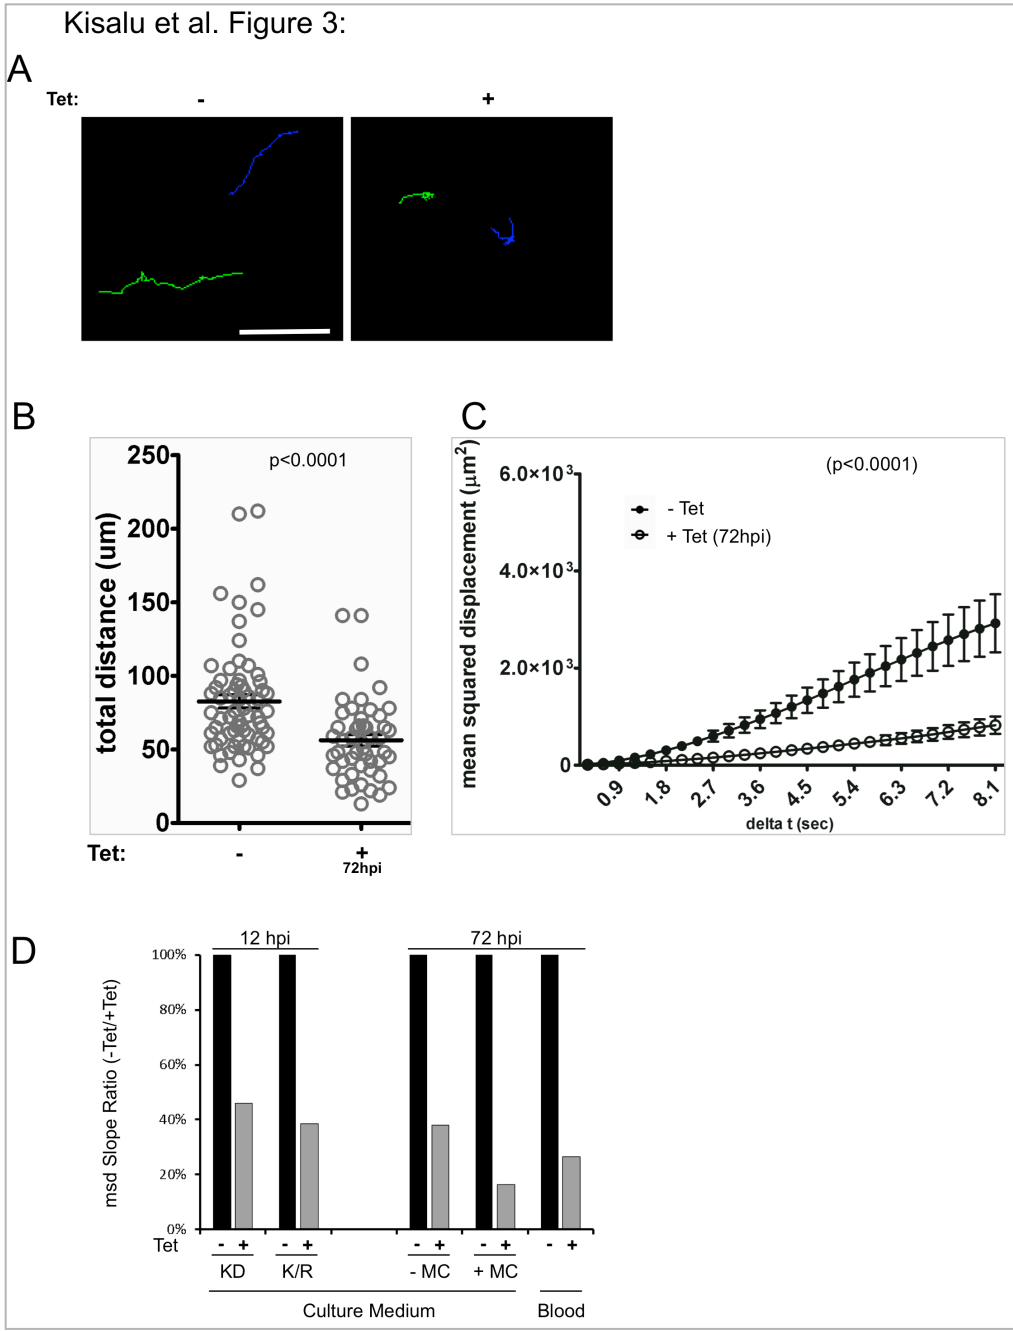 Kisalu et al. Figure 3:
A
Tet: - +
B
C
250
200
150
100
50
0
total distance (um)
p<0.0001
Tet: - +
72hpi
mean squared displacement (µm²)
6.0×10³
4.0×10³
2.0×10³
0
(p<0.0001)
- Tet
+ Tet (72hpi)
0.9 1.8 2.7 3.6 4.5 5.4 6.3 7.2 8.1
delta t (sec)
D
12 hpi 72 hpi
msd Slope Ratio (-Tet/+Tet)
100%
80%
60%
40%
20%
0%
Tet - + - + - + - + - +
KD K/R - MC + MC
Culture Medium Blood